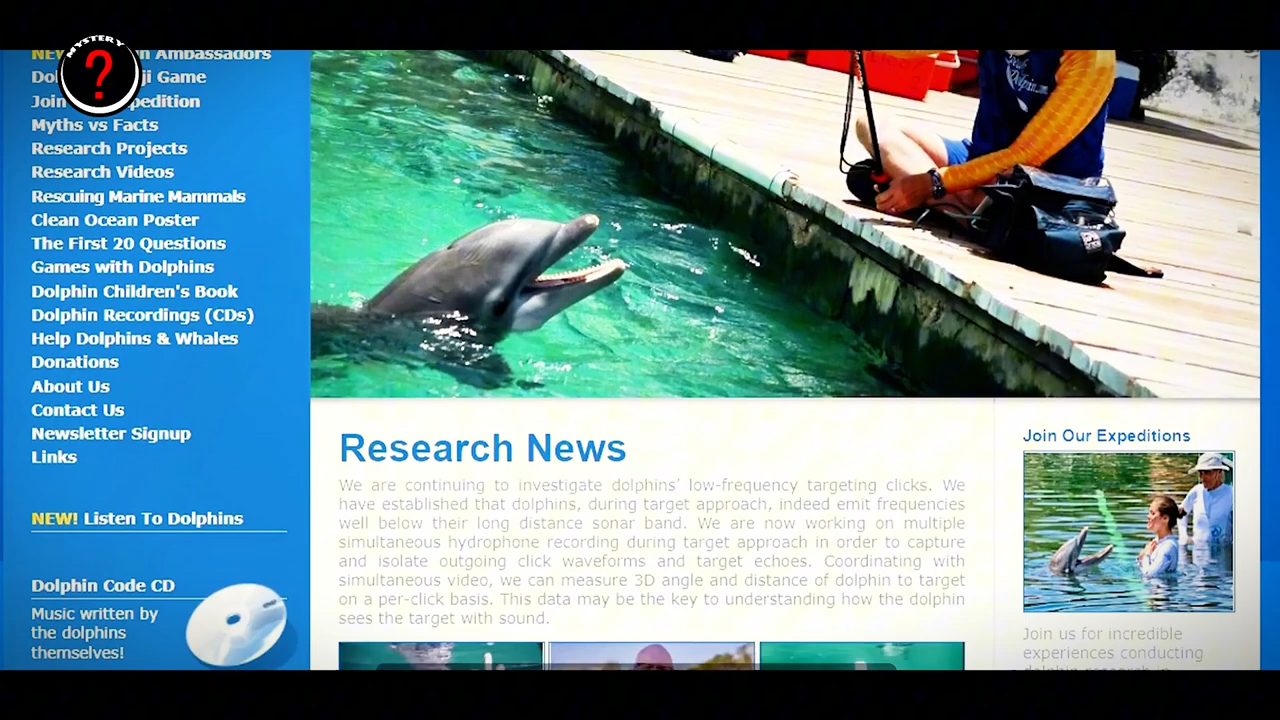 MYSTERY
?
Ambassadors
Game
Join
Myths vs Facts
Research Projects
Research Videos
Rescuing Marine Mammals
Clean Ocean Poster
The First 20 Questions
Games with Dolphins
Dolphin Children's Book
Dolphin Recordings (CDs)
Help Dolphins & Whales
Donations
About Us
Contact Us
Newsletter Signup
Links
NEW! Listen To Dolphins
Dolphin Code CD
Music written by
the dolphins
themselves!
Research News
We are continuing to investigate dolphins’ low-frequency targeting clicks. We
have established that dolphins, during target approach, indeed emit frequencies
well below their long distance sonar band. We are now working on multiple
simultaneous hydrophone recording during target approach in order to capture
and isolate outgoing click waveforms and target echoes. Coordinating with
simultaneous video, we can measure 3D angle and distance of dolphin to target
on a per-click basis. This data may be the key to understanding how the dolphin
sees the target with sound.
Join Our Expeditions
Join us for incredible
experiences conducting